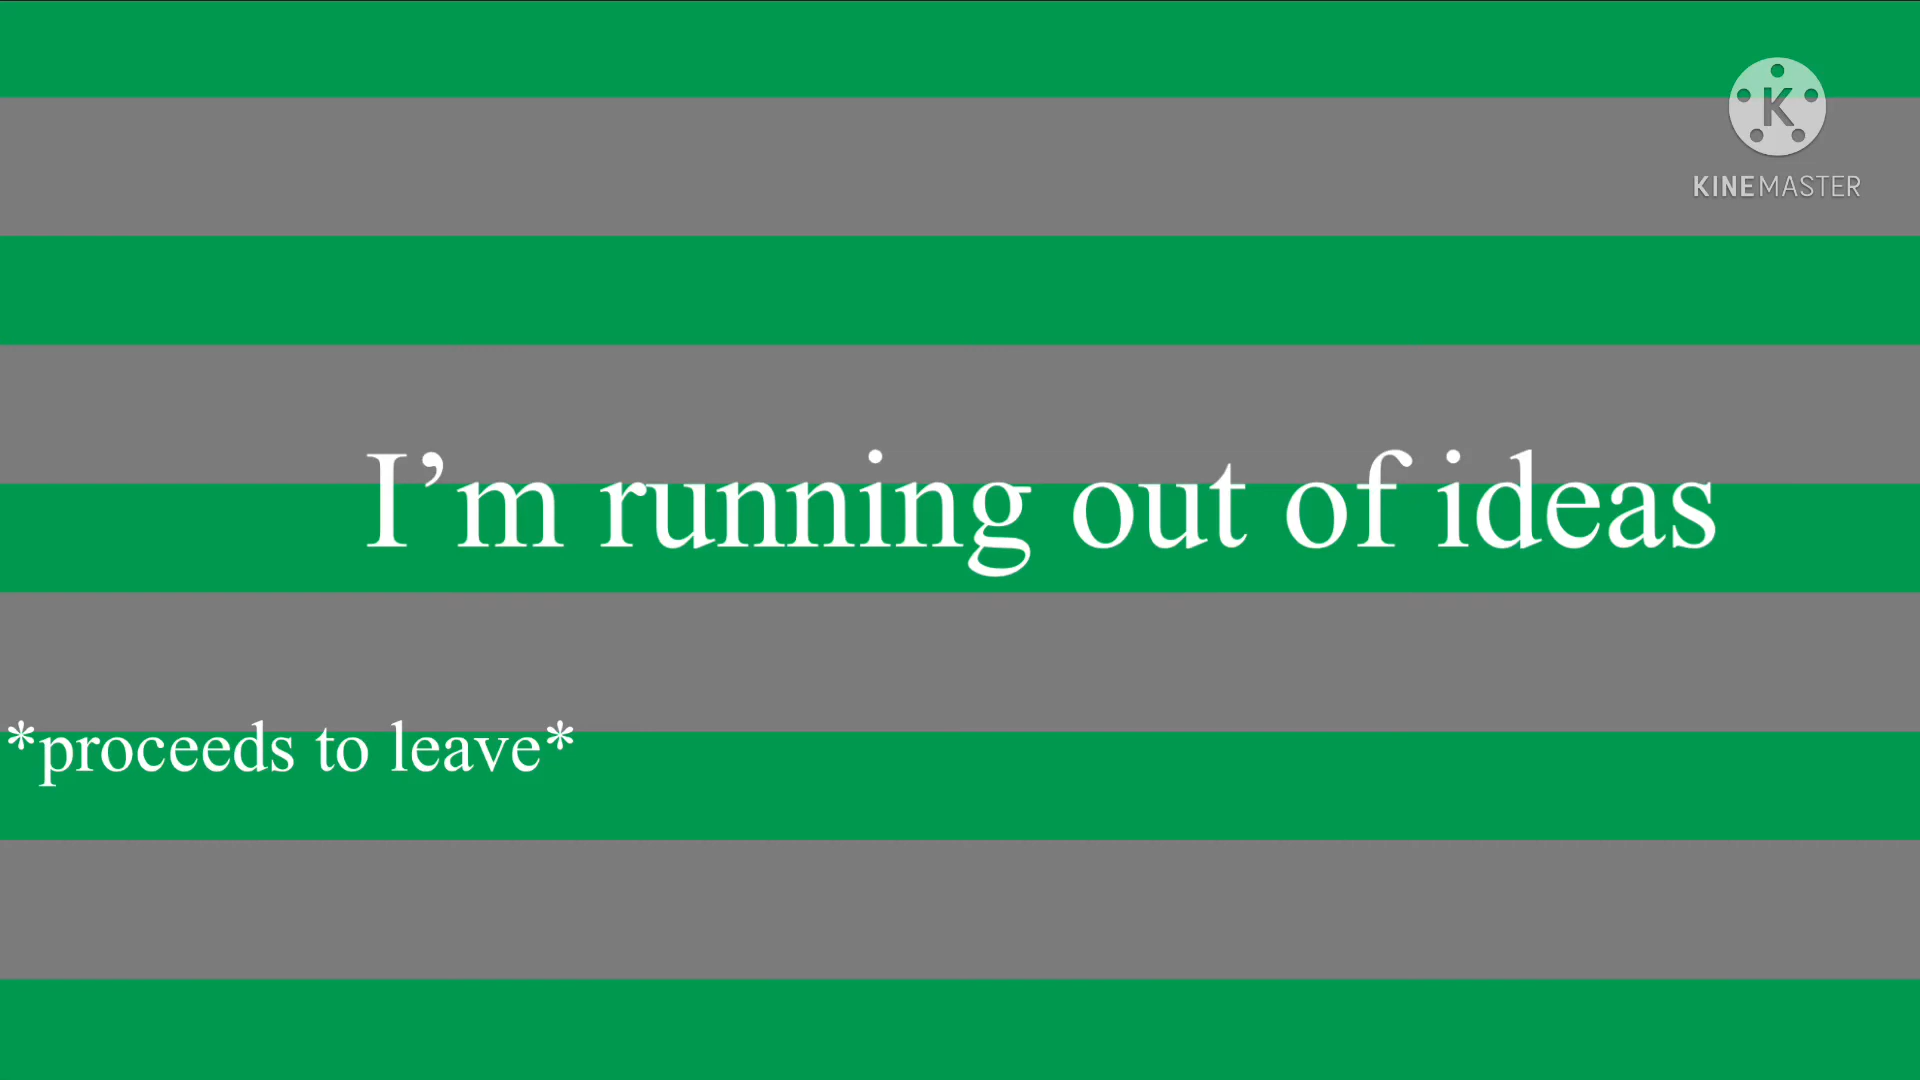 K
KINEMASTER
I’m running out of ideas
*proceeds to leave*